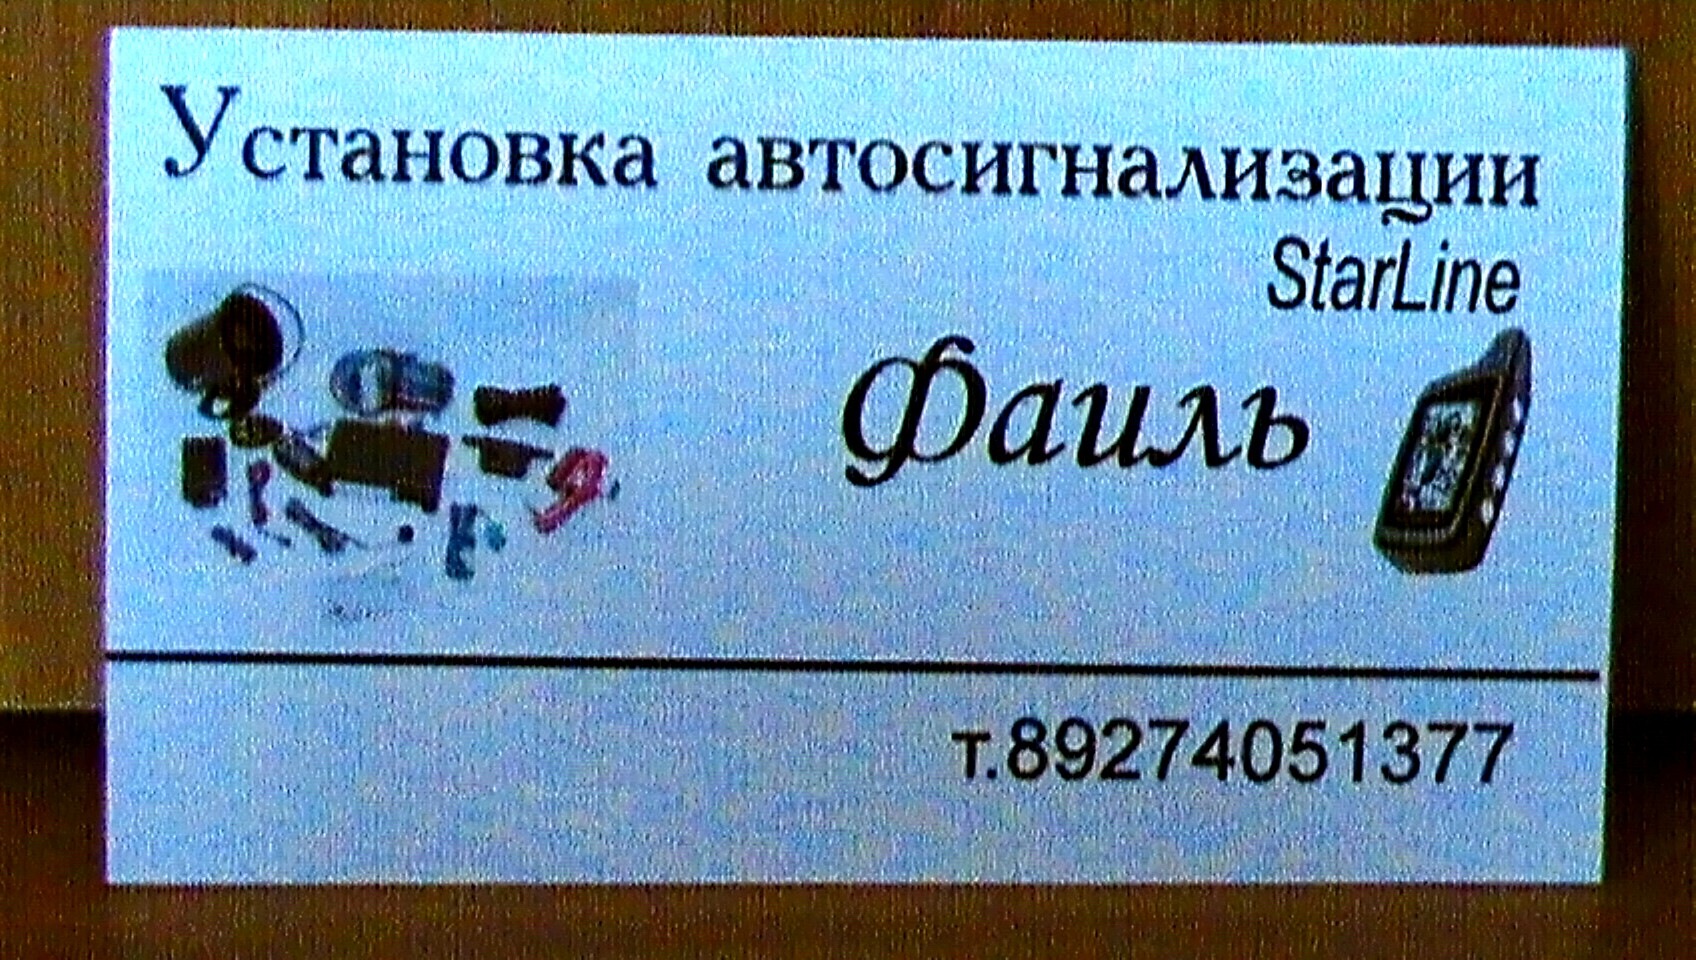 Установка автосигнализации
StarLine
Фаиль
т.89274051377